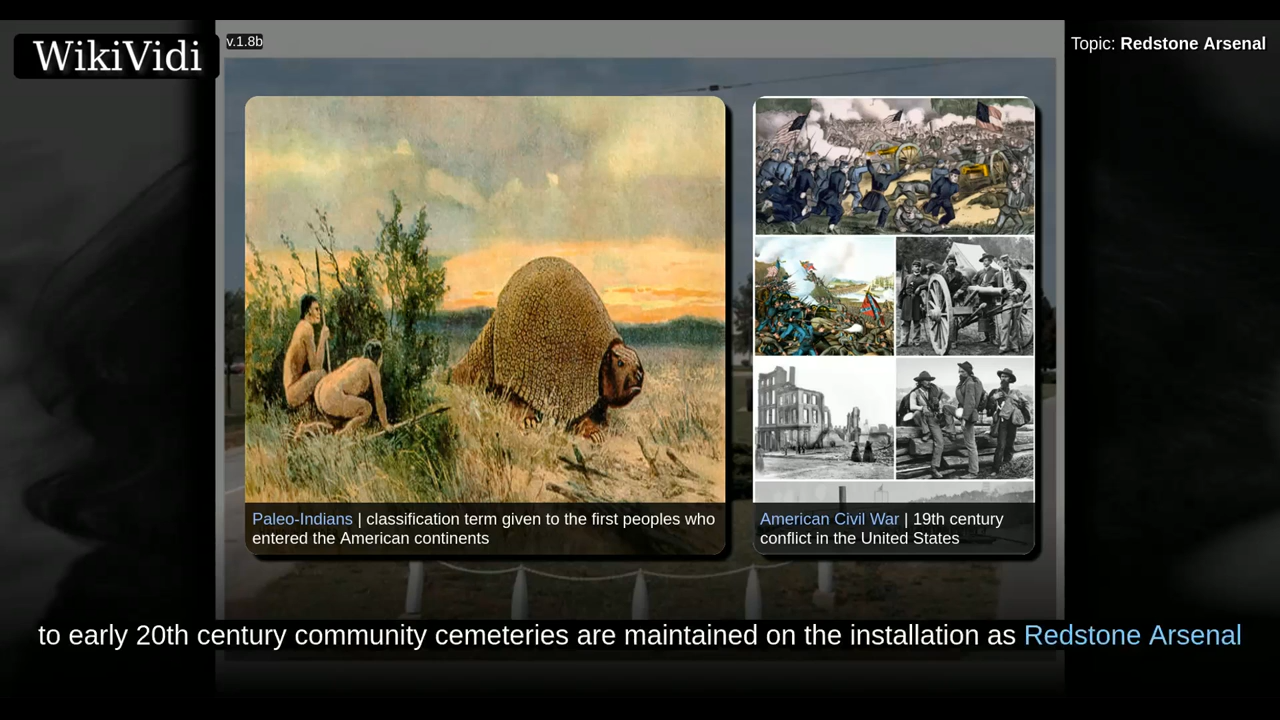 WikiVidi
v.1.8b
Topic: Redstone Arsenal
Paleo-Indians | classification term given to the first peoples who
entered the American continents
American Civil War | 19th century
conflict in the United States
to early 20th century community cemeteries are maintained on the installation as Redstone Arsenal